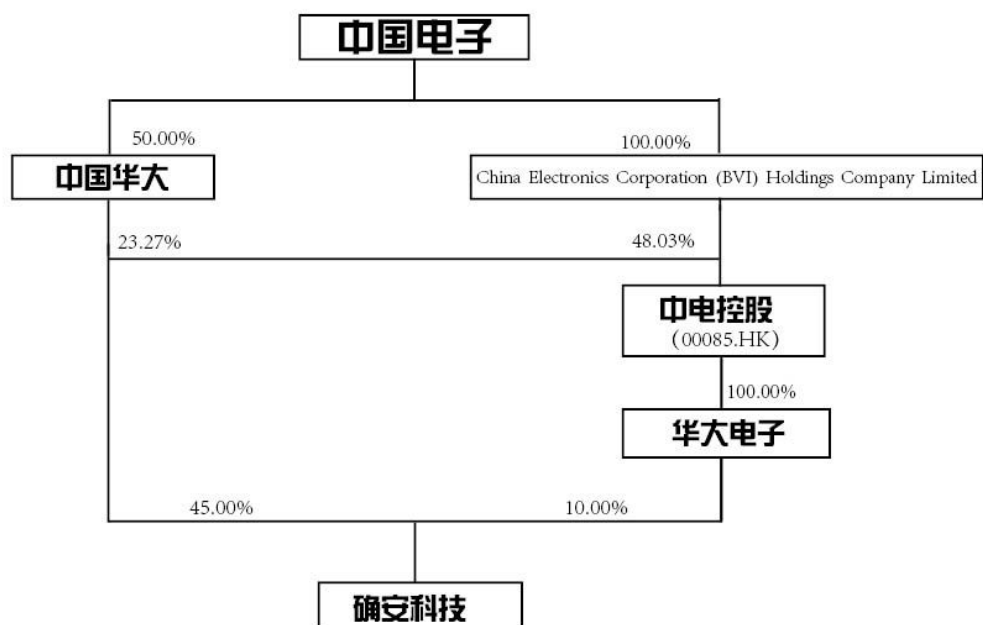 中国电子
50.00%
100.00%
中国华大
China Electronics Corporation (BVI) Holdings Company Limited
23.27%
48.03%
中电控股
(00085.HK)
100.00%
华大电子
45.00%
10.00%
确安科技